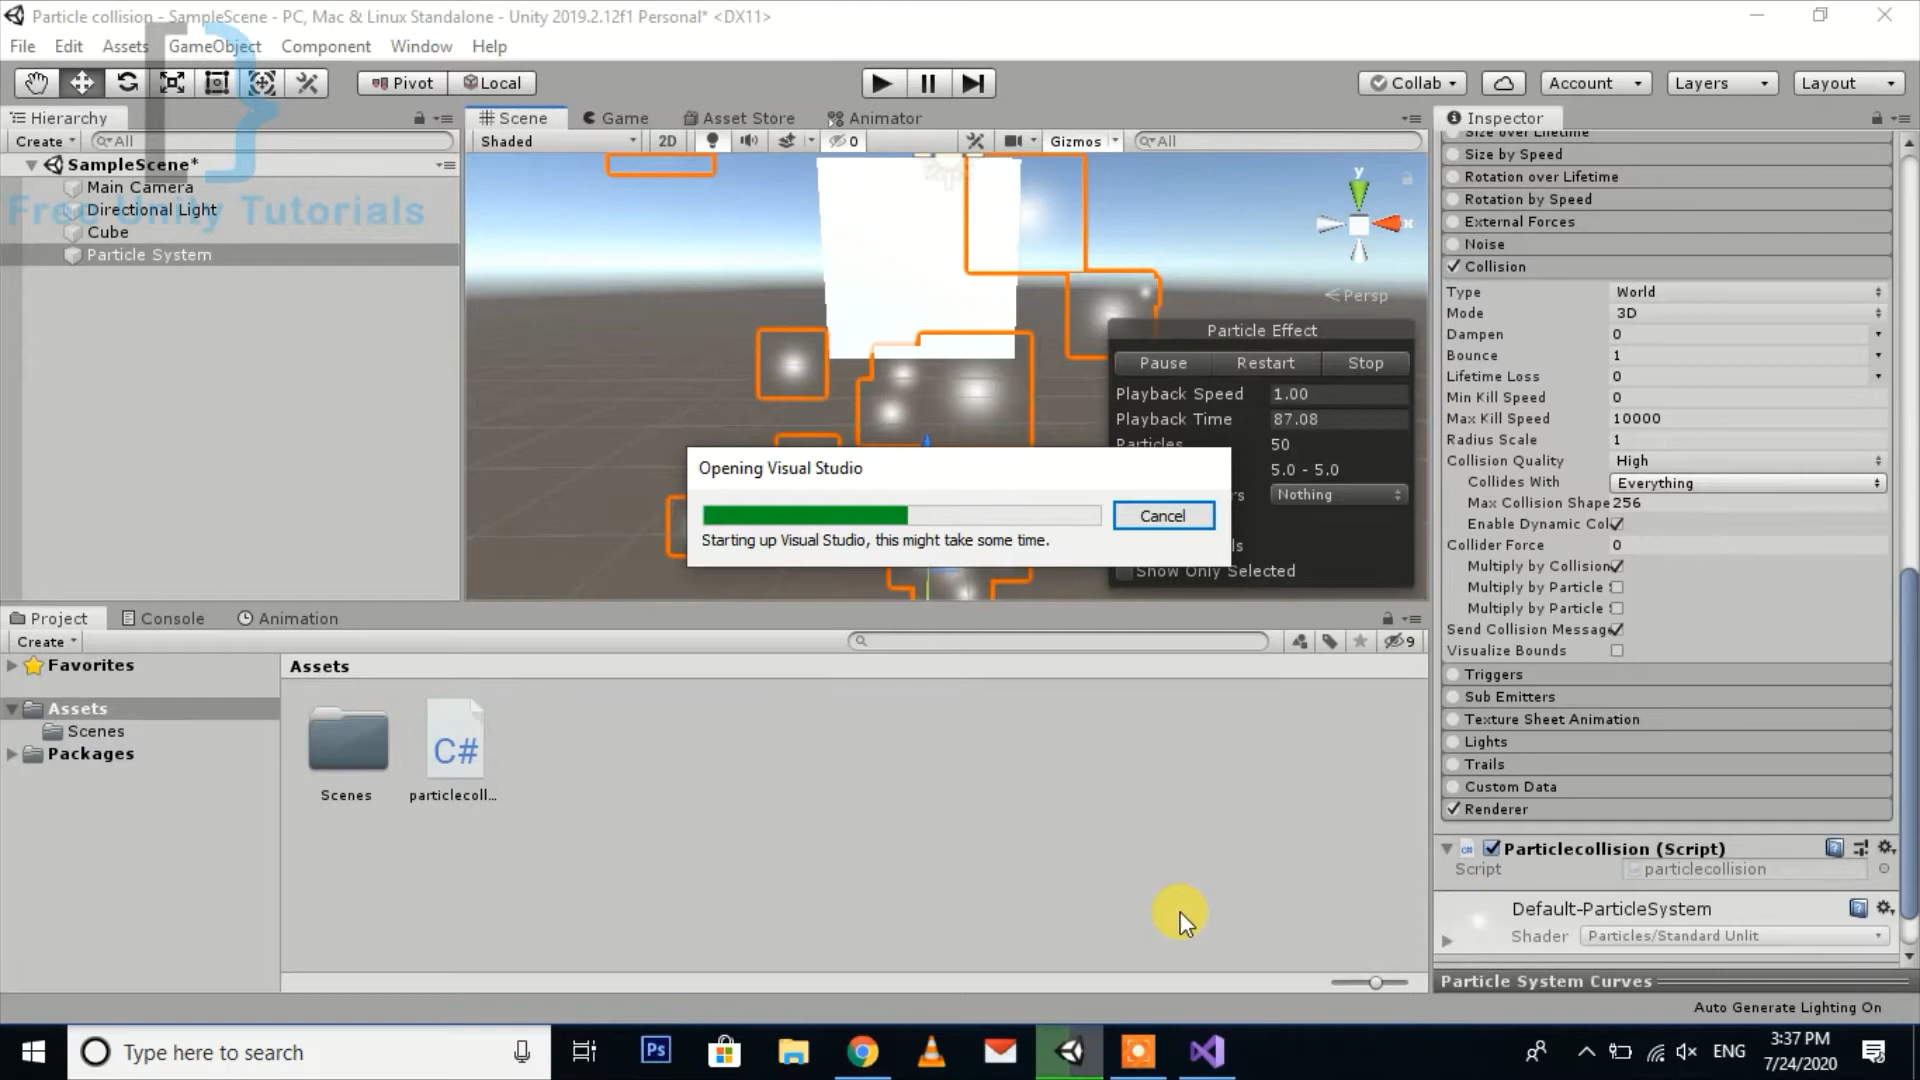 Particle collision - SampleScene - PC, Mac & Linux Standalone - Unity 2019.2.12f1 Personal* <DX11>
File Edit Assets GameObject Component Window Help
Pivot Local Collab Account Layers Layout
Hierarchy
Create All
SampleScene*
Main Camera
Directional Light
Free Unity Tutorials
Cube
Particle System
Scene Game Asset Store Animator
Shaded 2D 0 Gizmos All
y
x
Persp
Particle Effect
Pause Restart Stop
Playback Speed 1.00
Playback Time 87.08
Particles 50
5.0 - 5.0
Nothing
Show Only Selected
Opening Visual Studio
Cancel
Starting up Visual Studio, this might take some time.
Inspector
Size over Lifetime
Size by Speed
Rotation over Lifetime
Rotation by Speed
External Forces
Noise
Collision
Type World
Mode 3D
Dampen 0
Bounce 1
Lifetime Loss 0
Min Kill Speed 0
Max Kill Speed 10000
Radius Scale 1
Collision Quality High
Collides With Everything
Max Collision Shape 256
Enable Dynamic Col
Collider Force 0
Multiply by Collision
Multiply by Particle
Multiply by Particle
Send Collision Messag
Visualize Bounds
Triggers
Sub Emitters
Texture Sheet Animation
Lights
Trails
Custom Data
Renderer
Particlecollision (Script)
Script particlecollision
Default-ParticleSystem
Shader Particles/Standard Unlit
Particle System Curves
Auto Generate Lighting On
Project Console Animation
Create 9
Favorites
Assets
Scenes
Packages
Assets
C#
Scenes particlecoll...
Type here to search
Ps
ENG
3:37 PM
7/24/2020